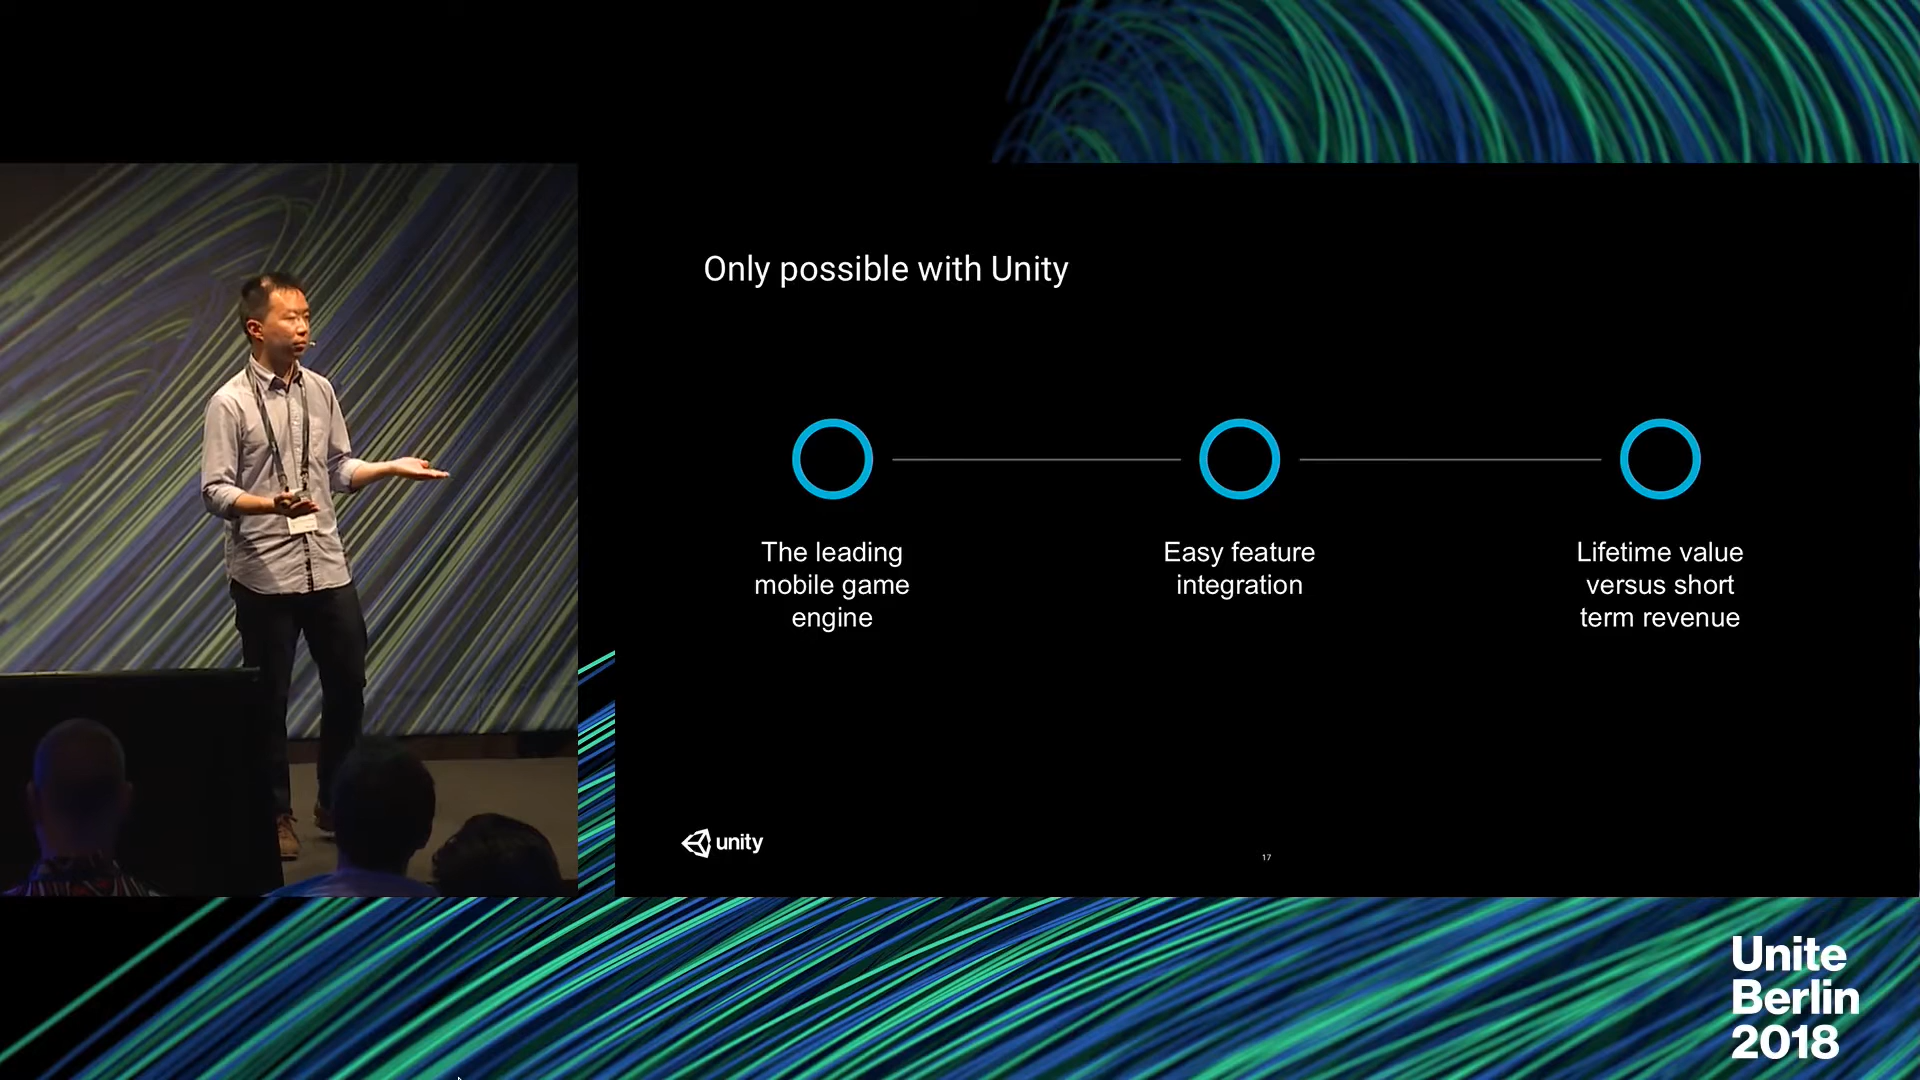 Only possible with Unity
The leading
mobile game
engine
Easy feature
integration
Lifetime value
versus short
term revenue
unity
17
Unite
Berlin
2018